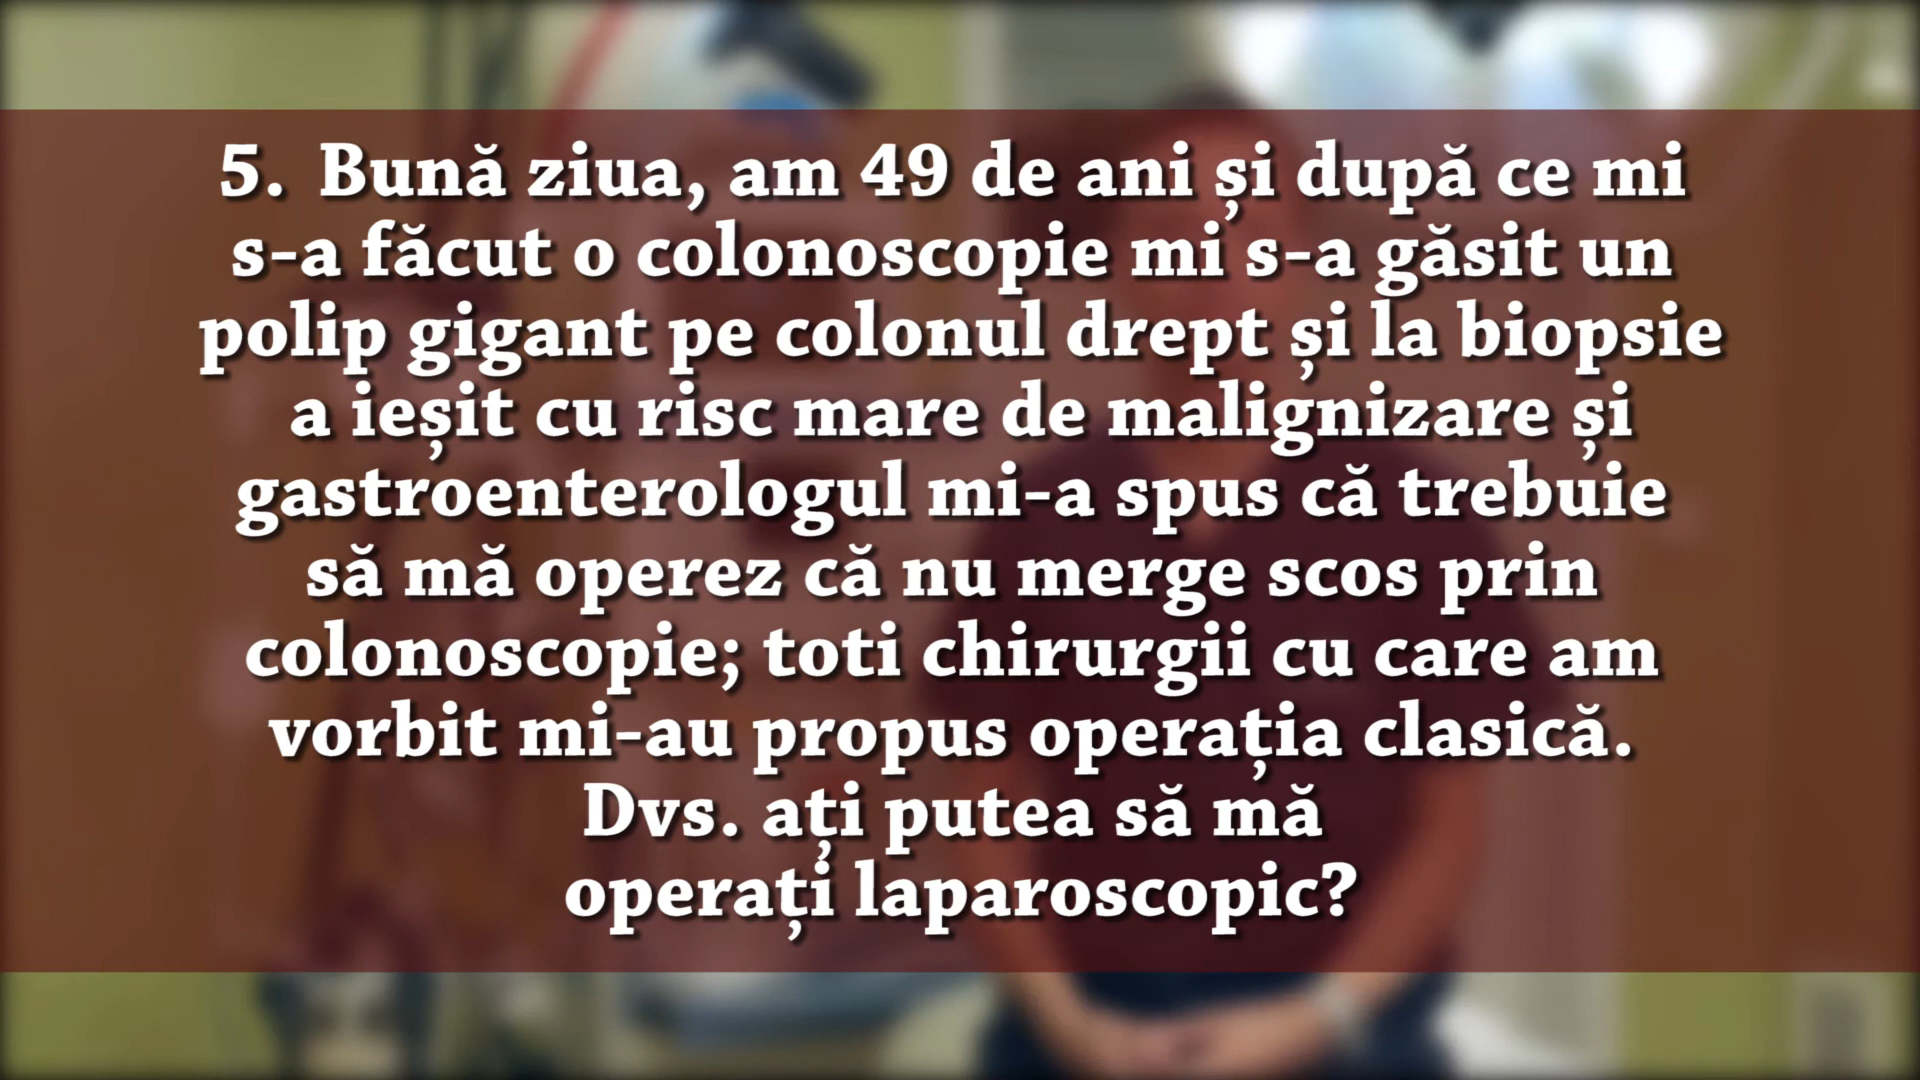 5. Bună ziua, am 49 de ani și după ce mi
s-a făcut o colonoscopie mi s-a găsit un
polip gigant pe colonul drept și la biopsie
a ieșit cu risc mare de malignizare și
gastroenterologul mi-a spus că trebuie
să mă operez că nu merge scos prin
colonoscopie; toti chirurgii cu care am
vorbit mi-au propus operația clasică.
Dvs. ați putea să mă
operați laparoscopic?